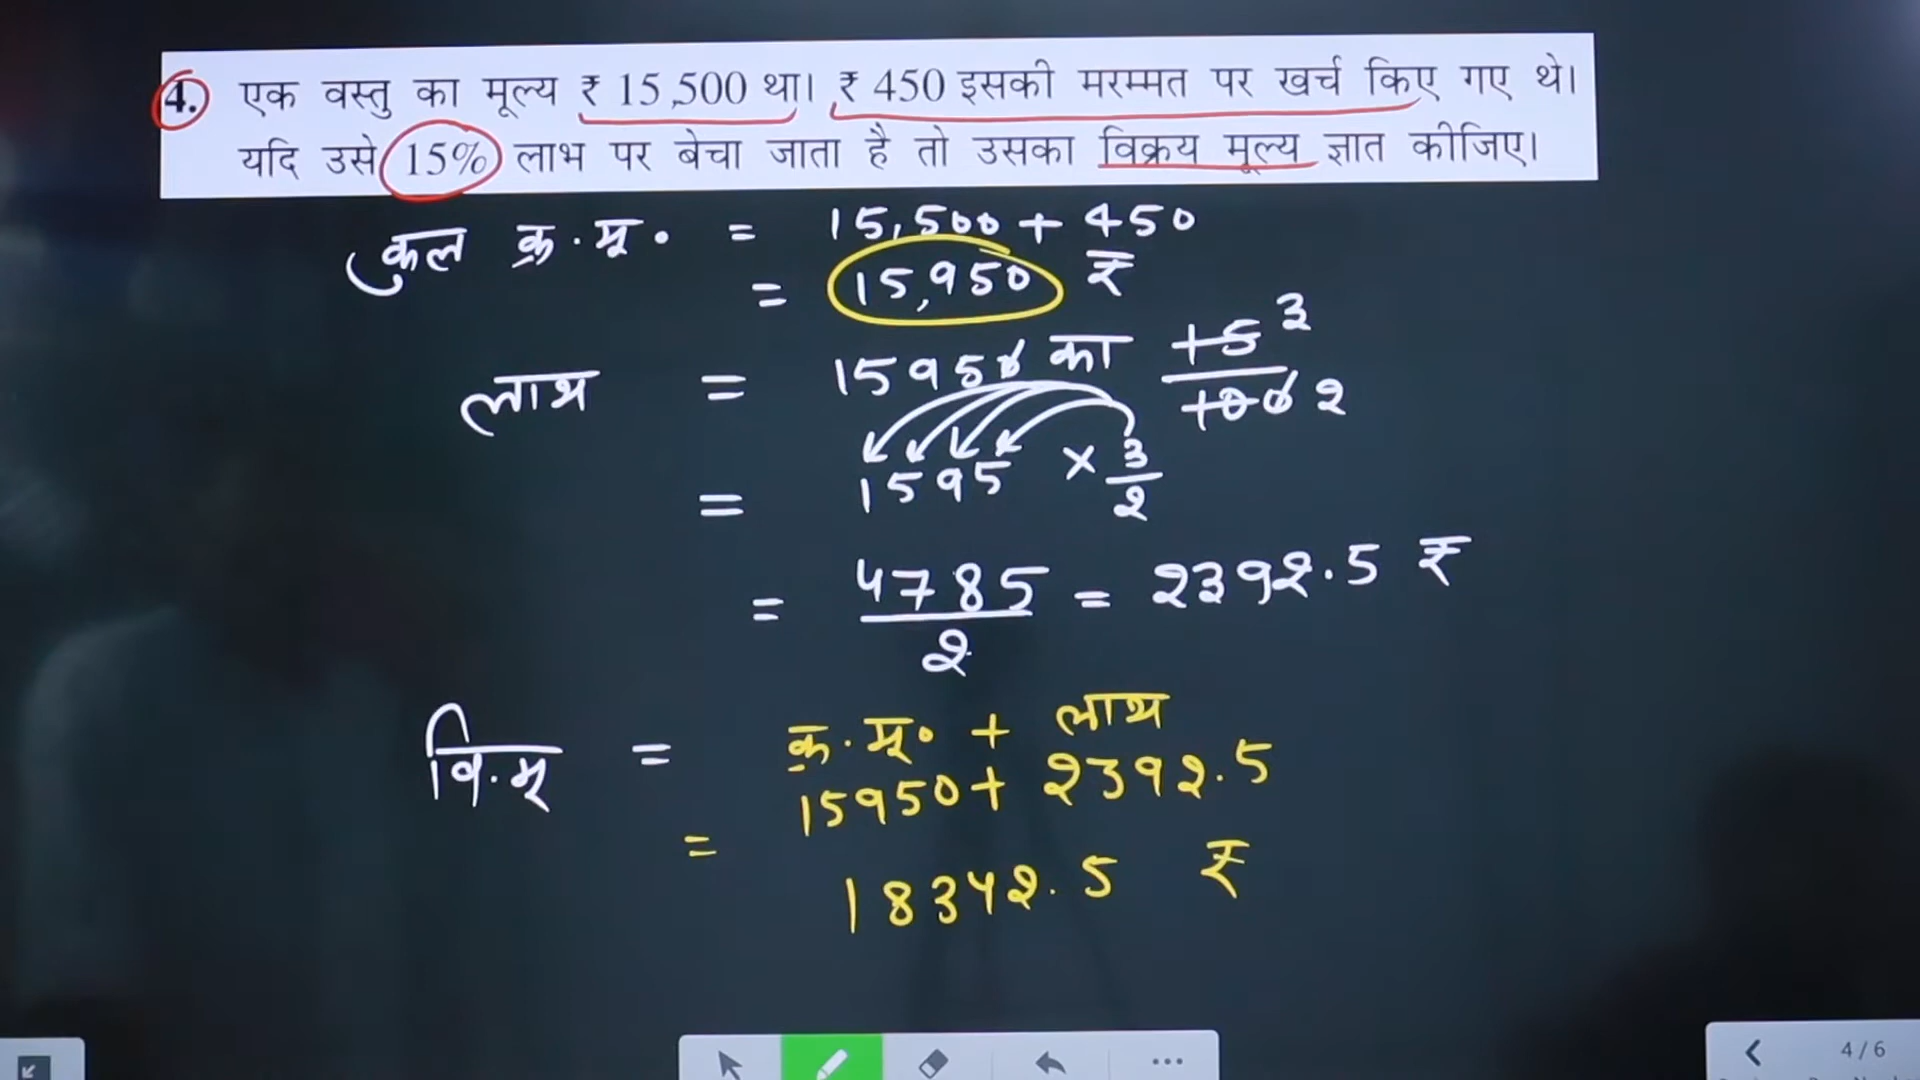 4. एक वस्तु का मूल्य ₹ 15,500 था। ₹ 450 इसकी मरम्मत पर खर्च किए गए थे।
यदि उसे 15% लाभ पर बेचा जाता है तो उसका विक्रय मूल्य ज्ञात कीजिए।
कुल क्र.मू. = 15,500 + 450
= 15,950 ₹
लाभ = 15950 का 15/100 3 2
= 1595 × 3/2
= 4785/2 = 2392.5 ₹
वि.मू = क्र.मू. + लाभ
15950 + 2392.5
= 18342.5 ₹
4 / 6